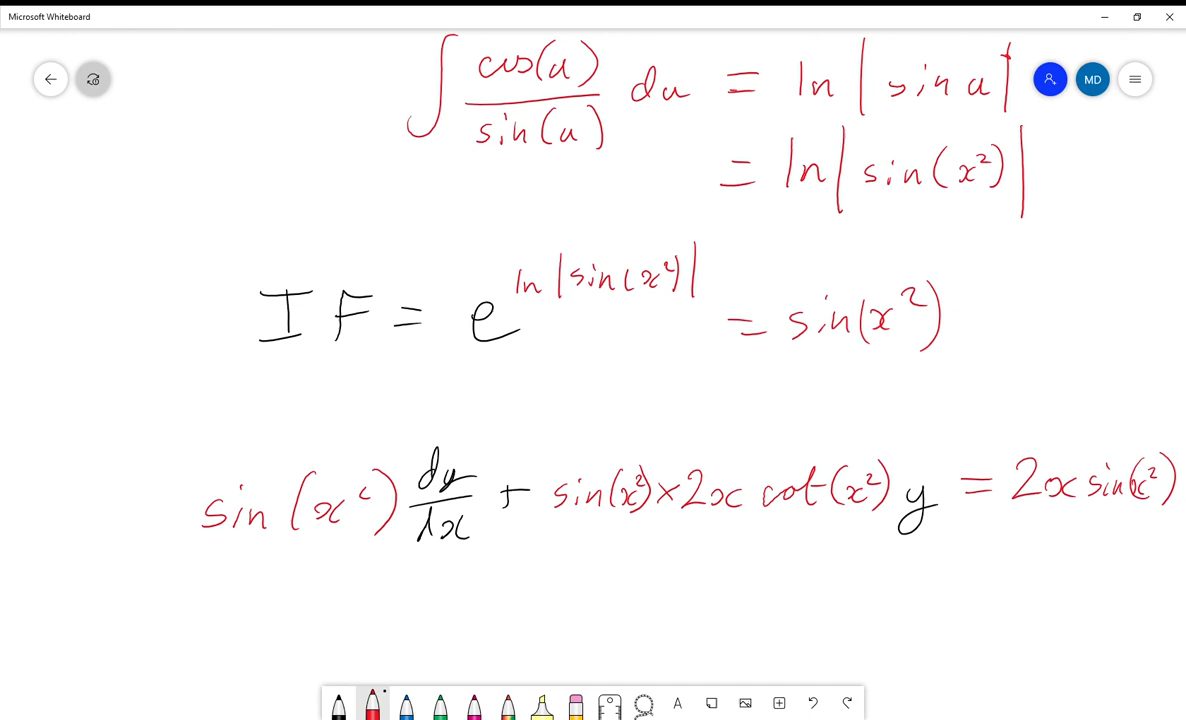 Microsoft Whiteboard
∫ cos(u)/sin(u) du = ln|sin u|
= ln|sin(x²)|
MD
IF = e^(ln|sin(x²)|) = sin(x²)
sin(x²) dy/dx + sin(x²)×2x cot(x²) y = 2x sin(x²)
A